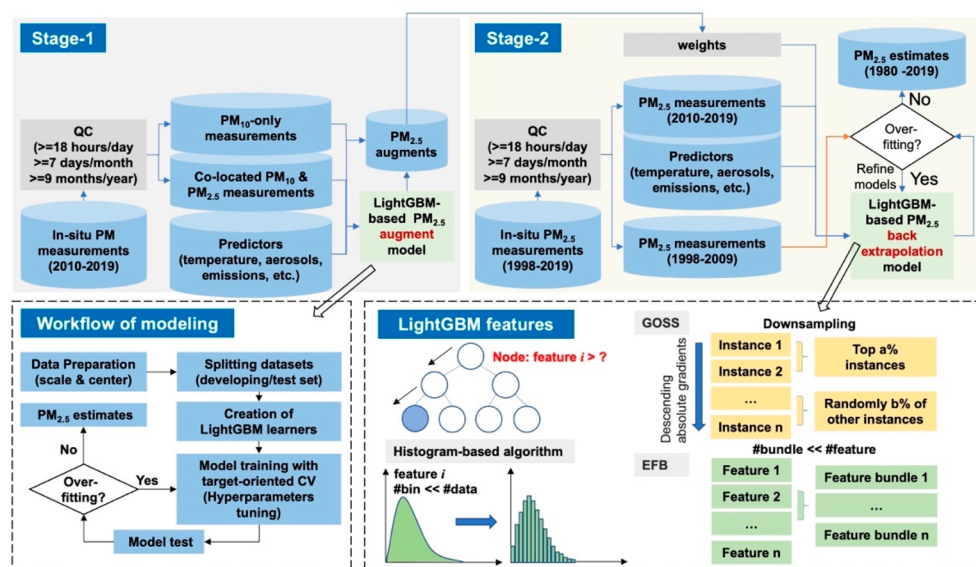 Stage-1
QC
(>=18 hours/day
>=7 days/month
>=9 months/year)
In-situ PM
measurements
(2010-2019)
PM10-only
measurements
Co-located PM10 &
PM2.5 measurements
Predictors
(temperature, aerosols,
emissions, etc.)
PM2.5
augments
LightGBM-
based PM2.5
augment
model
Stage-2
weights
QC
(>=18 hours/day
>=7 days/month
>=9 months/year)
In-situ PM2.5
measurements
(1998-2019)
PM2.5 measurements
(2010-2019)
Predictors
(temperature, aerosols,
emissions, etc.)
PM2.5 measurements
(1998-2009)
PM2.5 estimates
(1980 -2019)
No
Over-
fitting?
Refine
models
Yes
LightGBM-
based PM2.5
back
extrapolation
model
Workflow of modeling
Data Preparation
(scale & center)
Splitting datasets
(developing/test set)
PM2.5 estimates
Creation of
LightGBM learners
No
Over-
fitting?
Yes
Model training with
target-oriented CV
(Hyperparameters
tuning)
Model test
LightGBM features
Node: feature i > ?
Histogram-based algorithm
feature i
#bin << #data
GOSS
Downsampling
Descending
absolute gradients
Instance 1
Instance 2
...
Instance n
Top a%
instances
Randomly b% of
other instances
#bundle << #feature
EFB
Feature 1
Feature 2
...
Feature n
Feature bundle 1
...
Feature bundle n